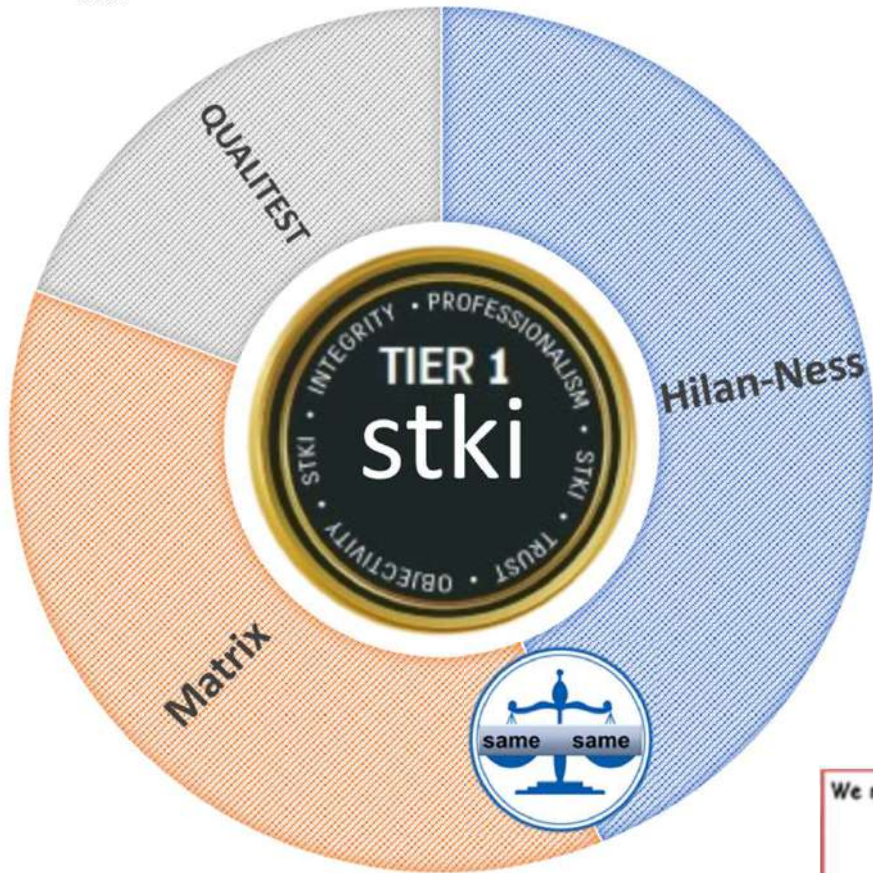 QUALITEST
Hilan-Ness
Matrix
INTEGRITY • PROFESSIONALISM • STKI • TRUST • OBJECTIVITY • STKI •
TIER 1
stki
same same
We